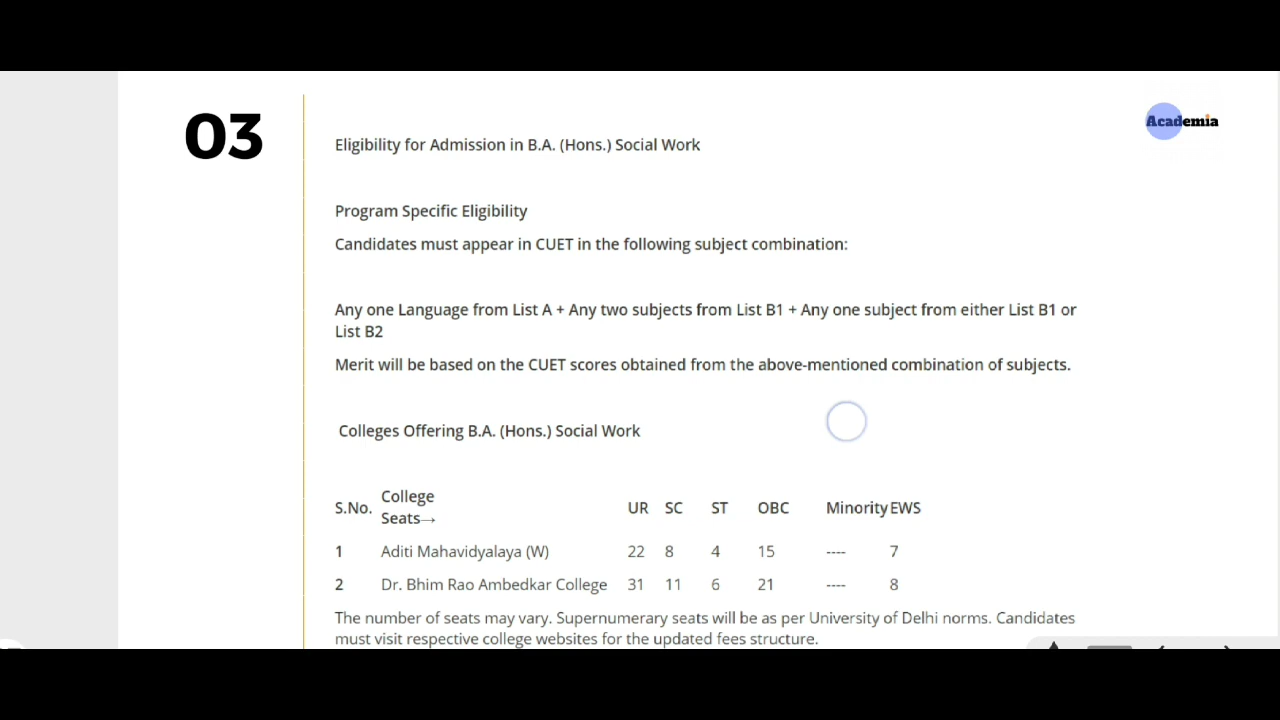 03
Academia
Eligibility for Admission in B.A. (Hons.) Social Work
Program Specific Eligibility
Candidates must appear in CUET in the following subject combination:
Any one Language from List A + Any two subjects from List B1 + Any one subject from either List B1 or
List B2
Merit will be based on the CUET scores obtained from the above-mentioned combination of subjects.
Colleges Offering B.A. (Hons.) Social Work
S.No. College Seats→ UR SC ST OBC Minority EWS
1 Aditi Mahavidyalaya (W) 22 8 4 15 ---- 7
2 Dr. Bhim Rao Ambedkar College 31 11 6 21 ---- 8
The number of seats may vary. Supernumerary seats will be as per University of Delhi norms. Candidates
must visit respective college websites for the updated fees structure.